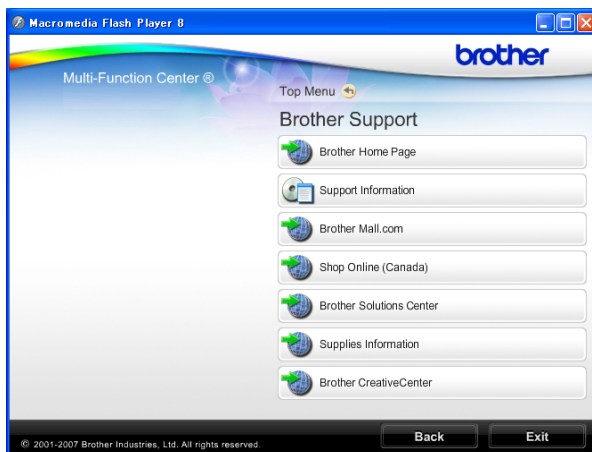 Macromedia Flash Player 8
brother
Multi-Function Center ®
Top Menu
Brother Support
Brother Home Page
Support Information
Brother Mall.com
Shop Online (Canada)
Brother Solutions Center
Supplies Information
Brother CreativeCenter
Back
Exit
© 2001-2007 Brother Industries, Ltd. All rights reserved.